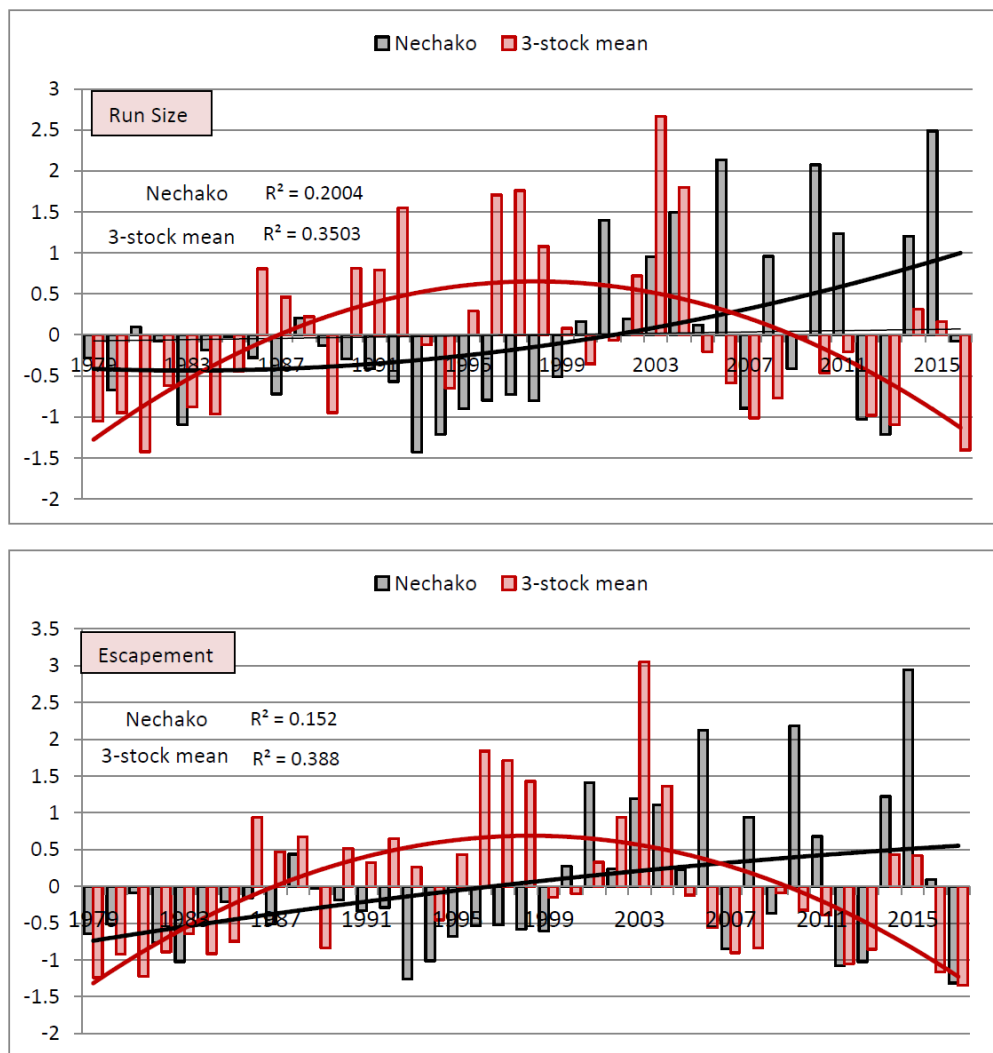 Nechako 3-stock mean
3
Run Size
2.5
2
Nechako R² = 0.2004
1.5
3-stock mean R² = 0.3503
1
0.5
0
1979 1983 1987 1991 1995 1999 2003 2007 2011 2015
-0.5
-1
-1.5
-2
Nechako 3-stock mean
3.5
Escapement
3
2.5
Nechako R² = 0.152
2
3-stock mean R² = 0.388
1.5
1
0.5
0
1979 1983 1987 1991 1995 1999 2003 2007 2011 2015
-0.5
-1
-1.5
-2